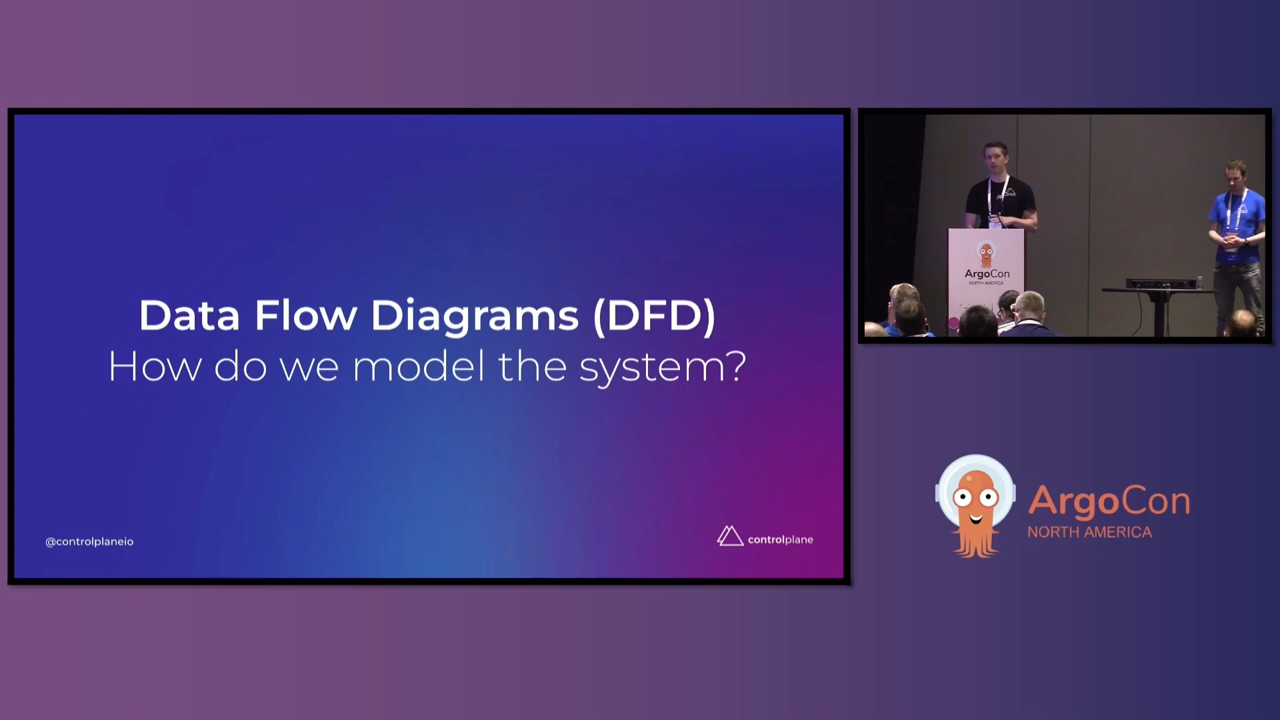 Data Flow Diagrams (DFD)
How do we model the system?
@controlplaneio
controlplane
ArgoCon
NORTH AMERICA
ArgoCon
NORTH AMERICA